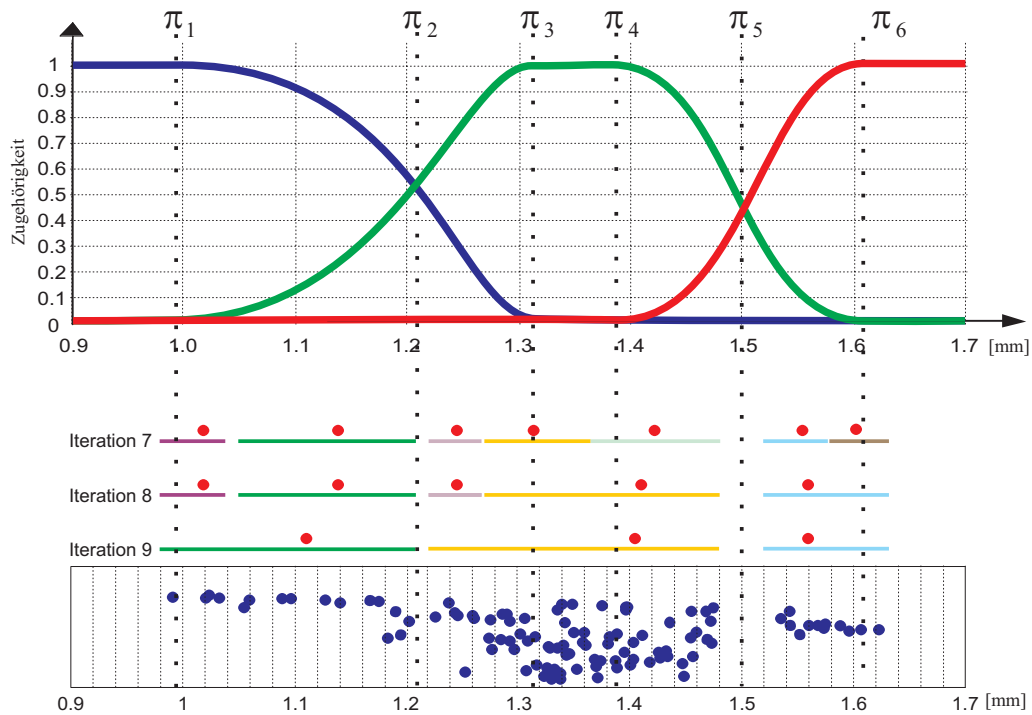 π1 π2 π3 π4 π5 π6
Zugehörigkeit
1
0.9
0.8
0.7
0.6
0.5
0.4
0.3
0.2
0.1
0
0.9 1.0 1.1 1.2 1.3 1.4 1.5 1.6 1.7
[mm]
Iteration 7
Iteration 8
Iteration 9
0.9 1.0 1.1 1.2 1.3 1.4 1.5 1.6 1.7
[mm]